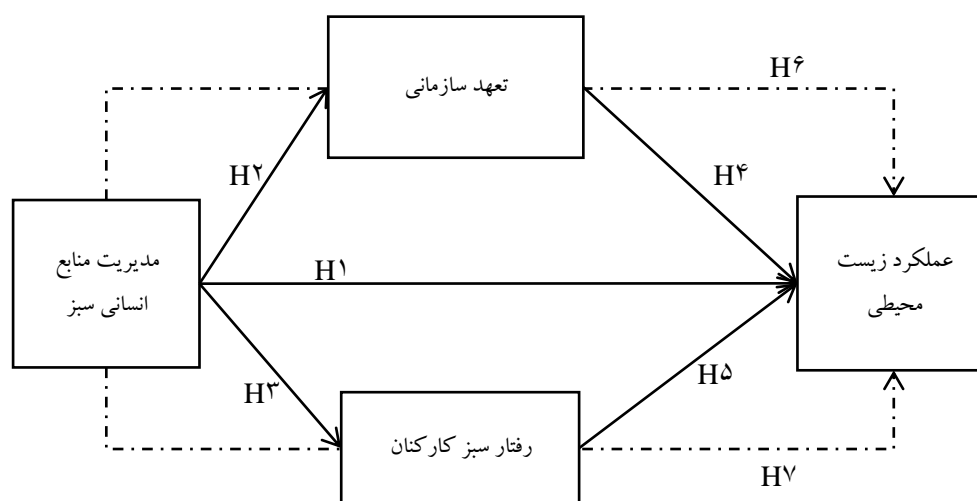 تعهد سازمانی
H۶
H۲
H۴
مدیریت منابع
انسانی سبز
H۱
عملکرد زیست
محیطی
H۳
H۵
رفتار سبز کارکنان
H۷